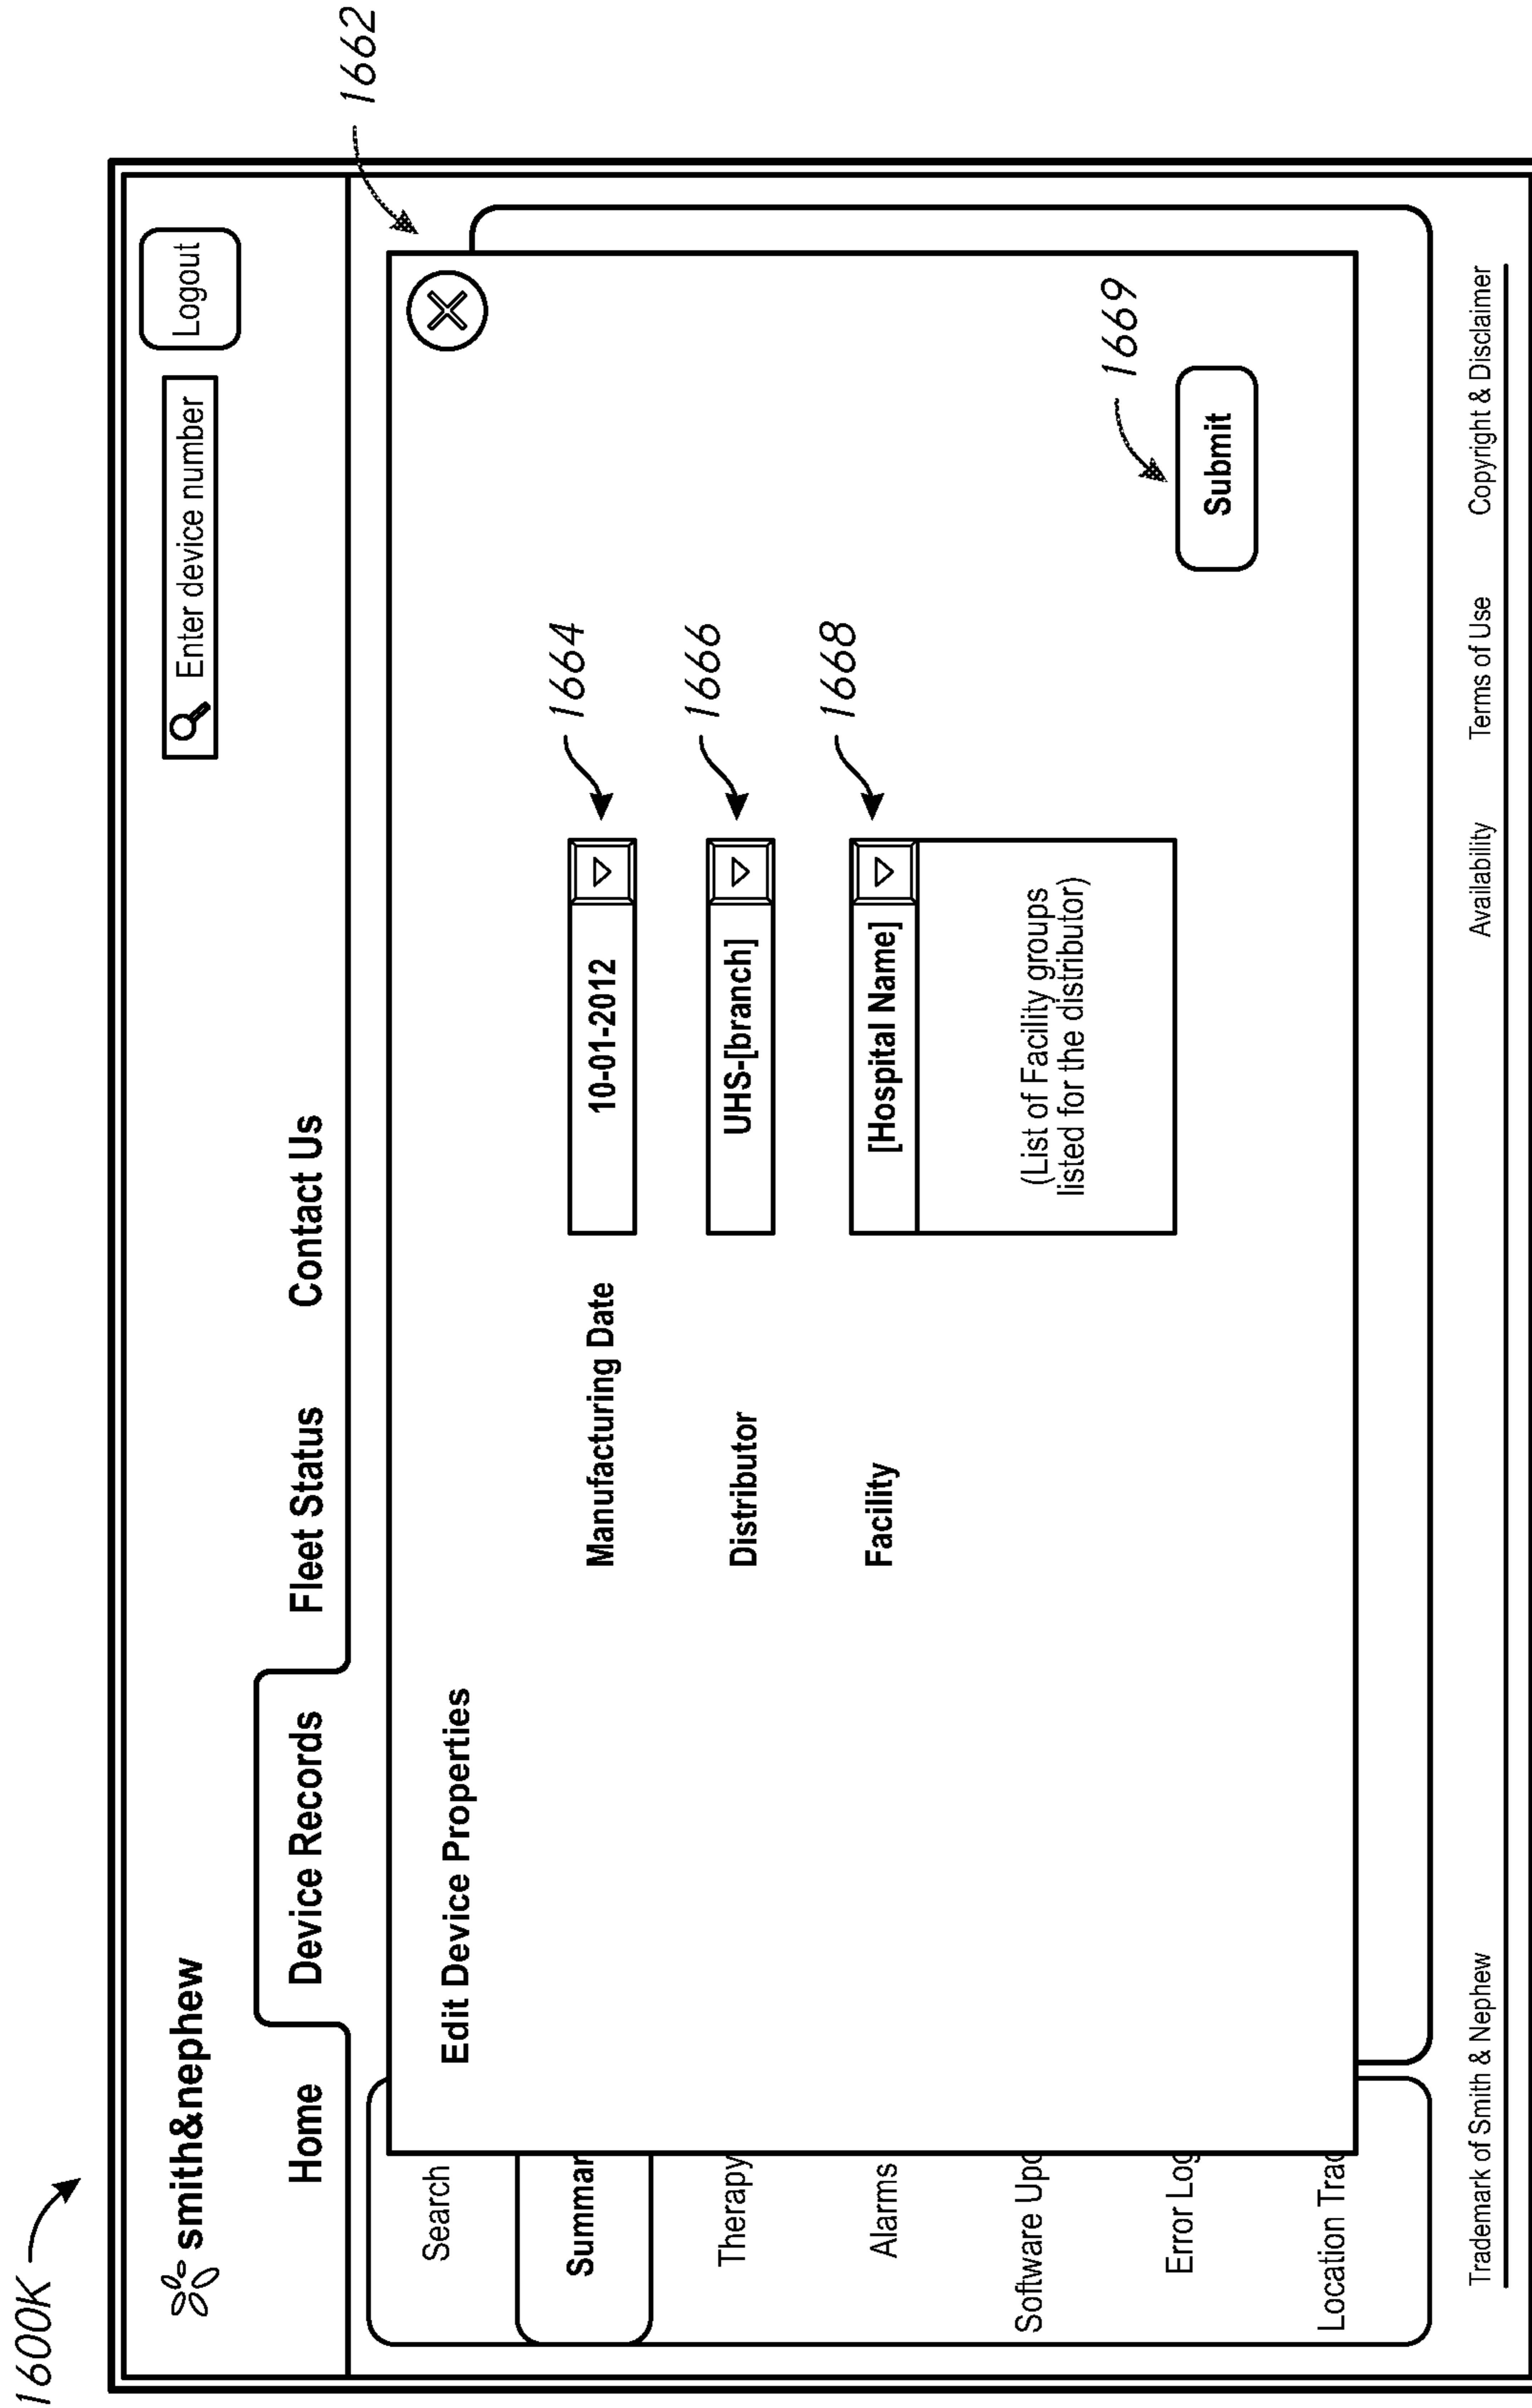 1600K
smith&nephew
Enter device number
Logout
Home
Device Records
Fleet Status
Contact Us
1662
Search
Summar
Therapy
Alarms
Software Upd
Error Log
Location Trac
Edit Device Properties
Manufacturing Date
10-01-2012
1664
Distributor
UHS-[branch]
1666
Facility
[Hospital Name]
1668
(List of Facility groups
listed for the distributor)
1669
Submit
Trademark of Smith & Nephew
Availability
Terms of Use
Copyright & Disclaimer